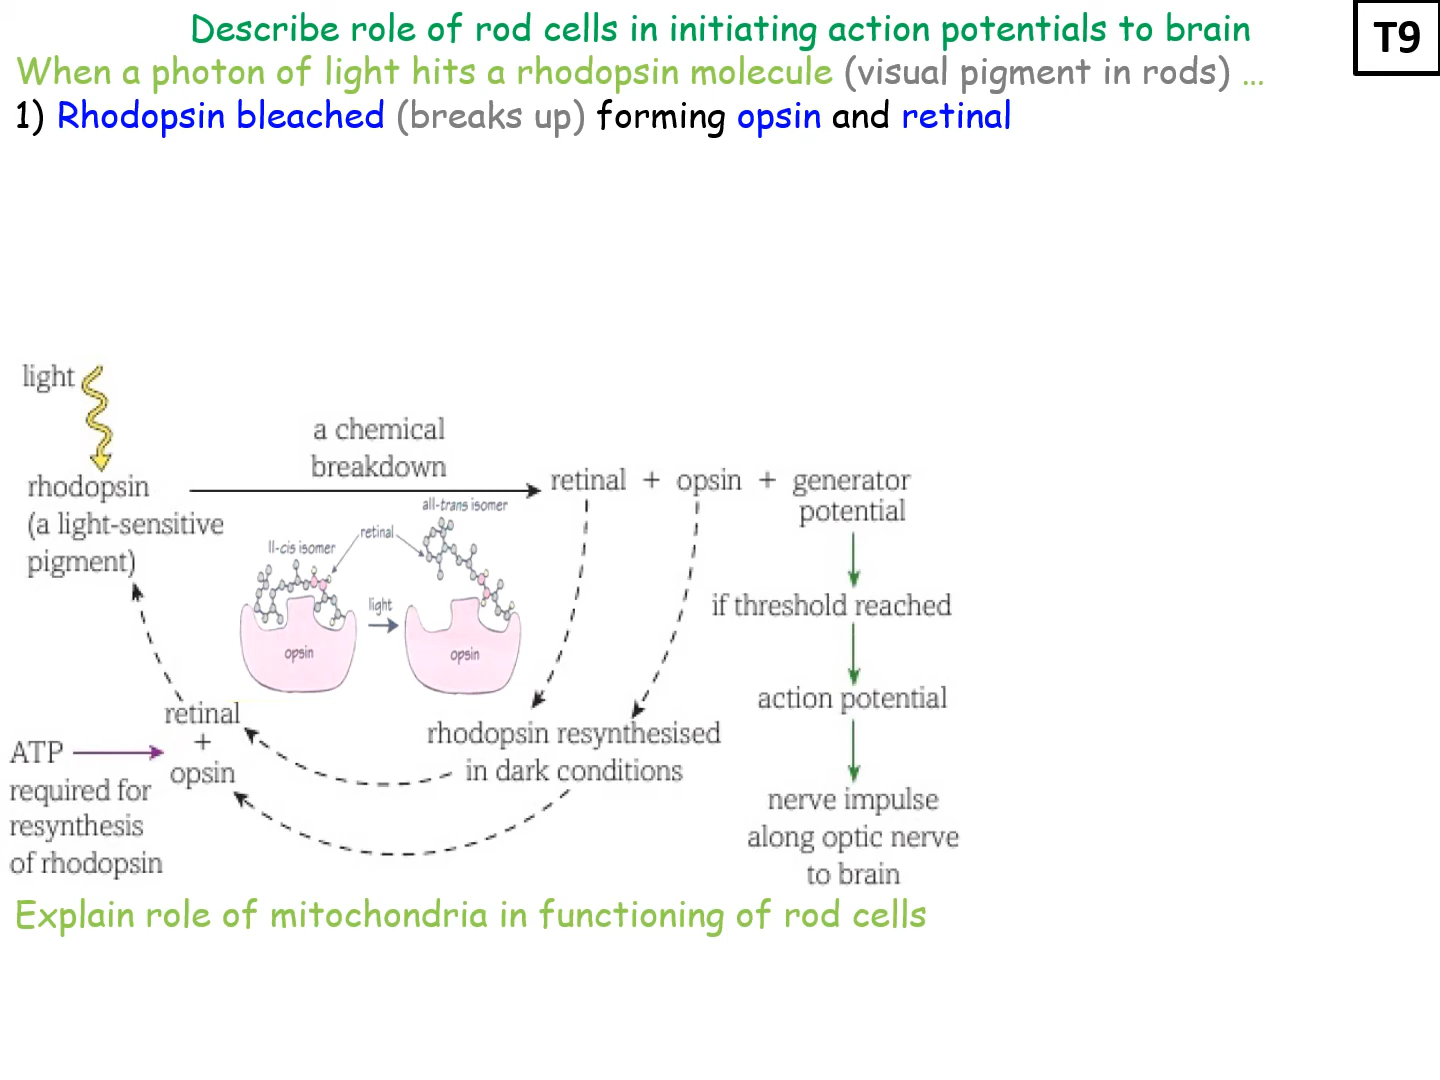 Describe role of rod cells in initiating action potentials to brain
T9
When a photon of light hits a rhodopsin molecule (visual pigment in rods) ...
1) Rhodopsin bleached (breaks up) forming opsin and retinal
light
a chemical
breakdown
rhodopsin
(a light-sensitive
pigment)
retinal + opsin + generator
potential
all-trans isomer
retinal
ll-cis isomer
light
opsin
opsin
if threshold reached
action potential
nerve impulse
along optic nerve
to brain
rhodopsin resynthesised
in dark conditions
retinal
+
opsin
ATP
required for
resynthesis
of rhodopsin
Explain role of mitochondria in functioning of rod cells